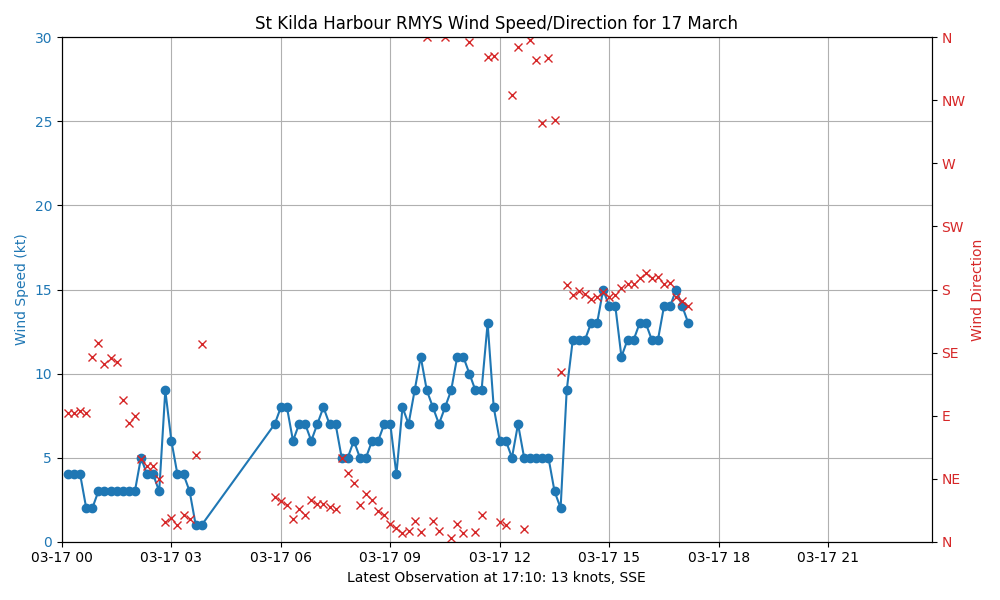 St Kilda Harbour RMYS Wind Speed/Direction for 17 March
30
25
20
15
10
5
0
Wind Speed (kt)
N
NW
W
SW
S
SE
E
NE
N
Wind Direction
03-17 00
03-17 03
03-17 06
03-17 09
03-17 12
03-17 15
03-17 18
03-17 21
Latest Observation at 17:10: 13 knots, SSE